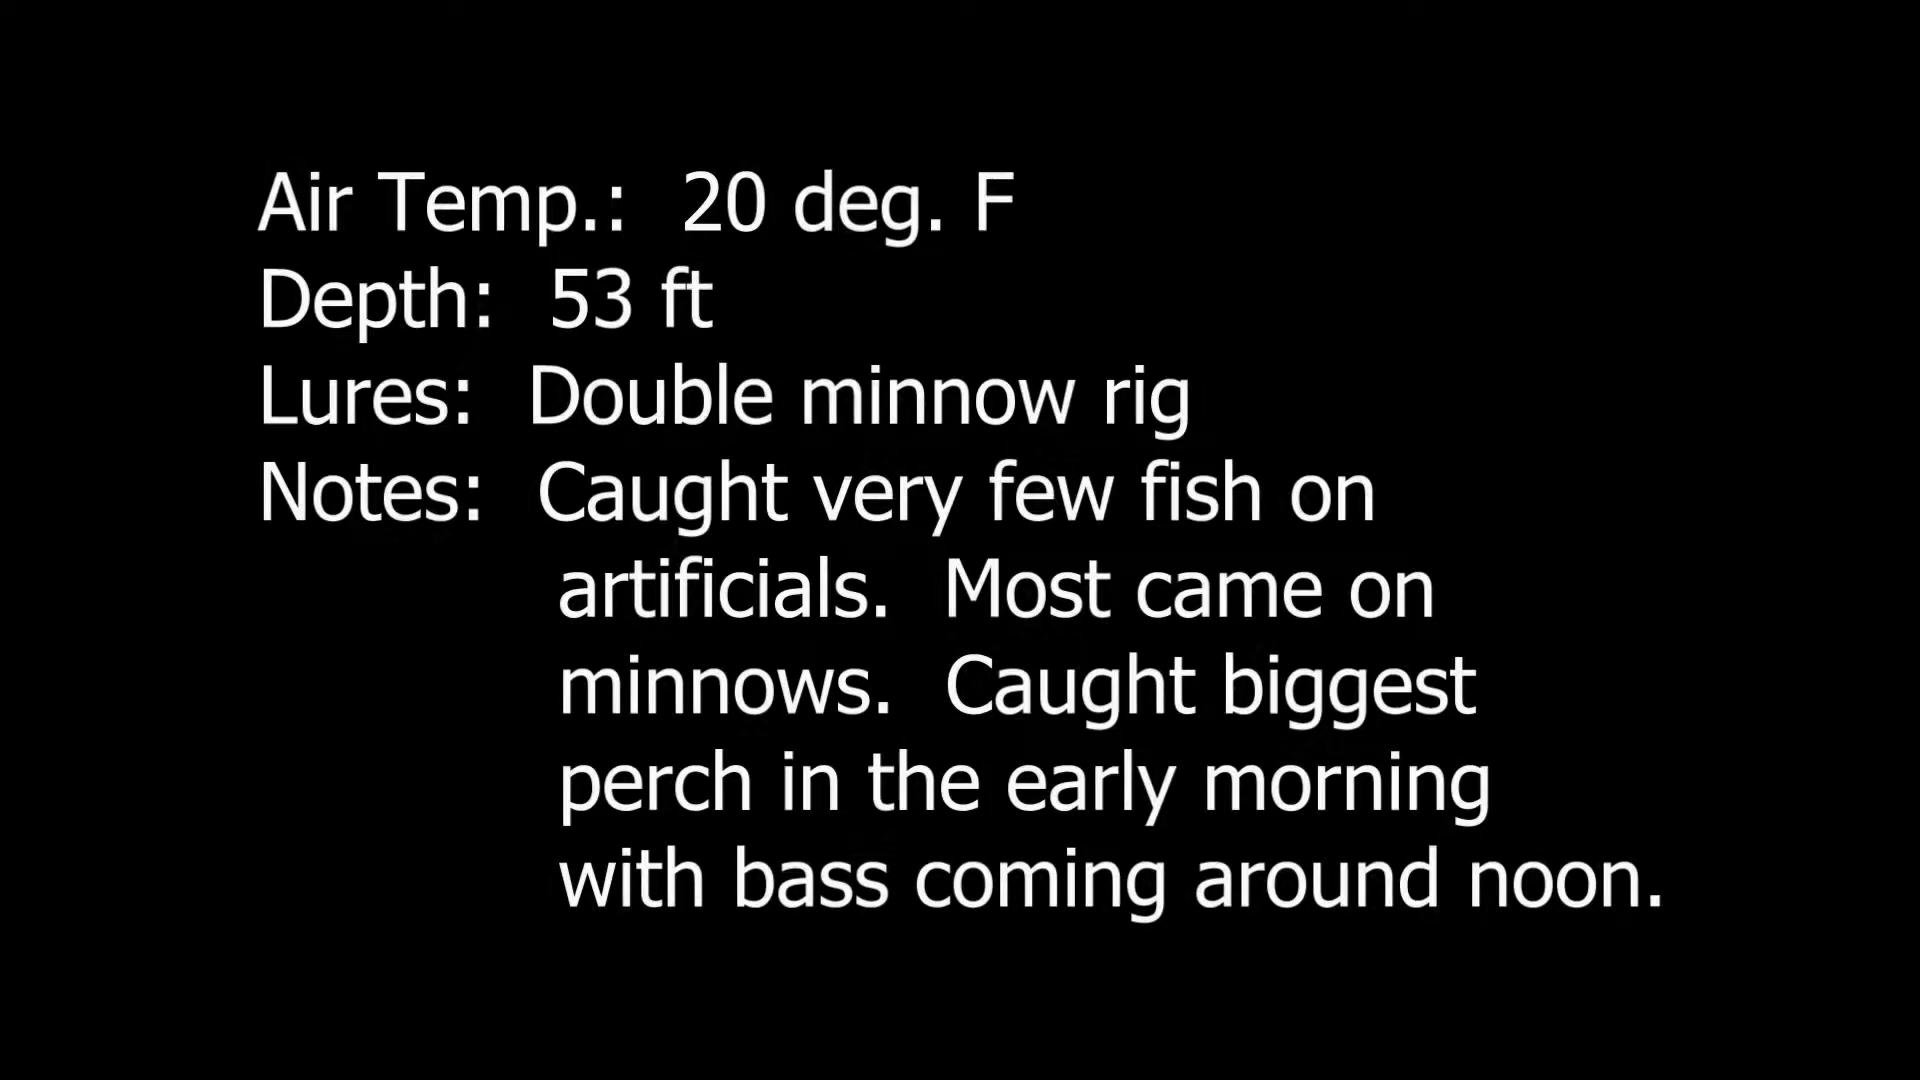 Air Temp.:  20 deg. F
Depth:  53 ft
Lures:  Double minnow rig
Notes:  Caught very few fish on
artificials.  Most came on
minnows.  Caught biggest
perch in the early morning
with bass coming around noon.